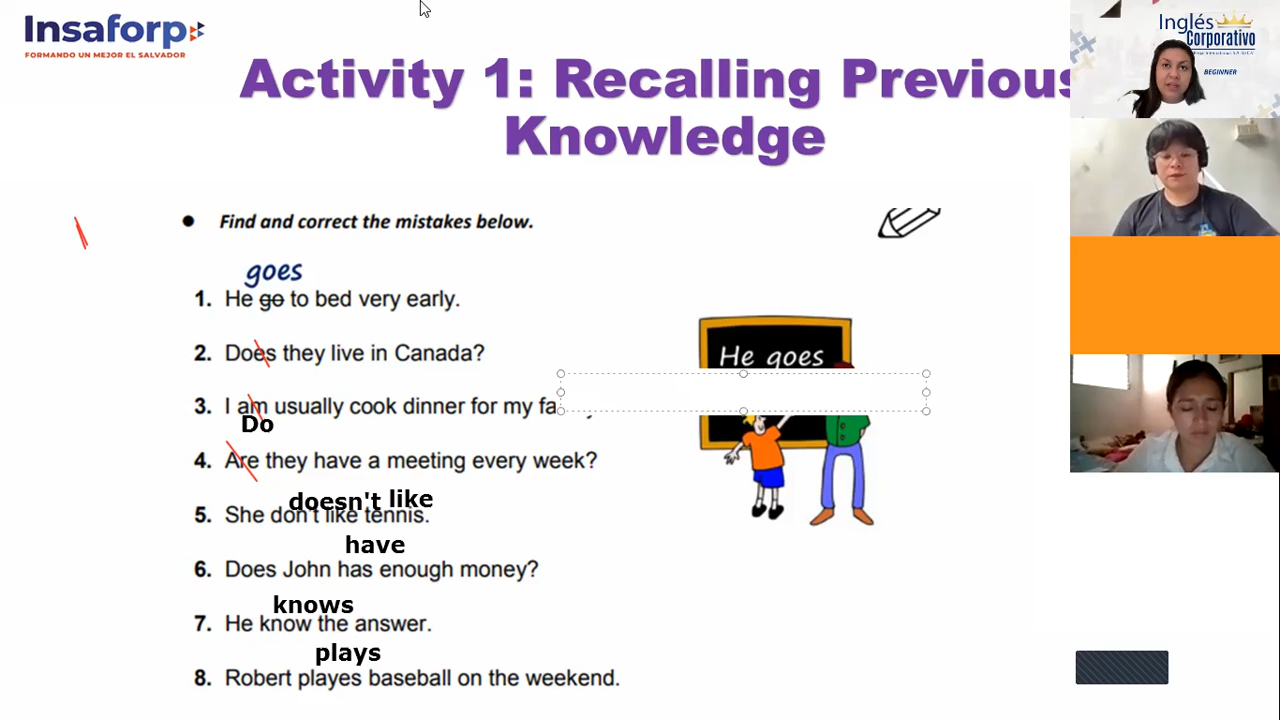 Insaforp
FORMANDO UN MEJOR EL SALVADOR
Activity 1: Recalling Previous
Knowledge
Inglés
Corporativo
BEGINNER
● Find and correct the mistakes below.
goes
1. He go to bed very early.
2. Does they live in Canada?
He goes
3. I am usually cook dinner for my
Do
4. Are they have a meeting every week?
doesn't like
5. She don't like tennis.
have
6. Does John has enough money?
knows
7. He know the answer.
plays
8. Robert playes baseball on the weekend.